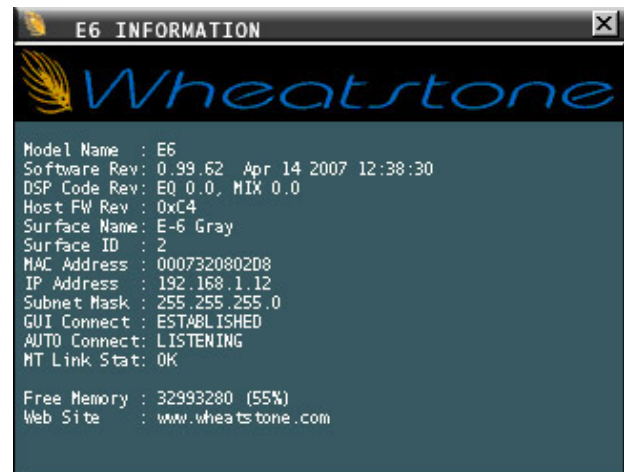 E6 INFORMATION
Wheatstone
Model Name : E6
Software Rev: 0.99.62 Apr 14 2007 12:38:30
DSP Code Rev: EQ 0.0, MIX 0.0
Host FW Rev : 0xC4
Surface Name: E-6 Gray
Surface ID : 2
MAC Address : 0007320802D8
IP Address : 192.168.1.12
Subnet Mask : 255.255.255.0
GUI Connect : ESTABLISHED
AUTO Connect: LISTENING
MT Link Stat: OK
Free Memory : 32993280 (55%)
Web Site : www.wheatstone.com